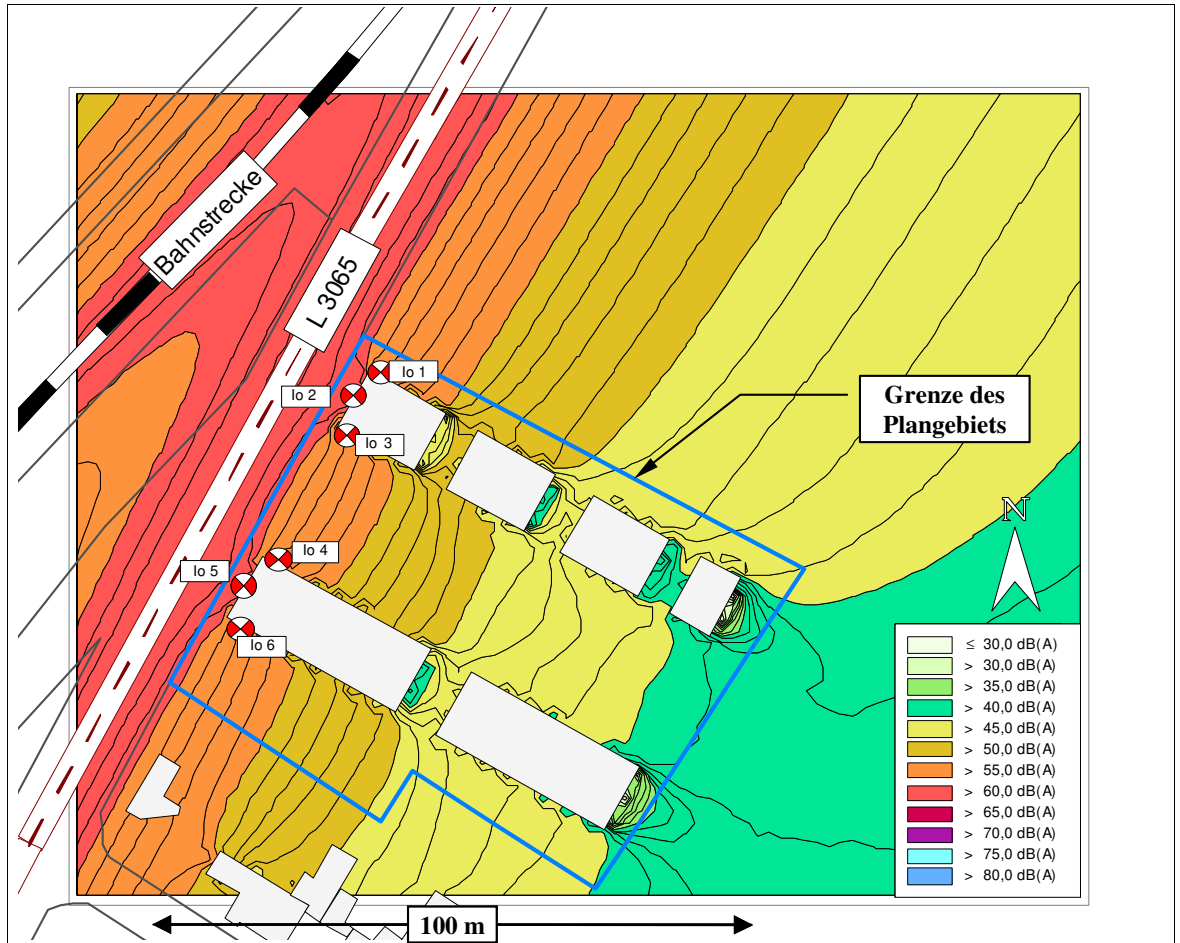 Bahnstrecke
L 3065
Io 1
Io 2
Io 3
Grenze des
Plangebiets
N
Io 4
Io 5
Io 6
≤ 30,0 dB(A)
> 30,0 dB(A)
> 35,0 dB(A)
> 40,0 dB(A)
> 45,0 dB(A)
> 50,0 dB(A)
> 55,0 dB(A)
> 60,0 dB(A)
> 65,0 dB(A)
> 70,0 dB(A)
> 75,0 dB(A)
> 80,0 dB(A)
100 m